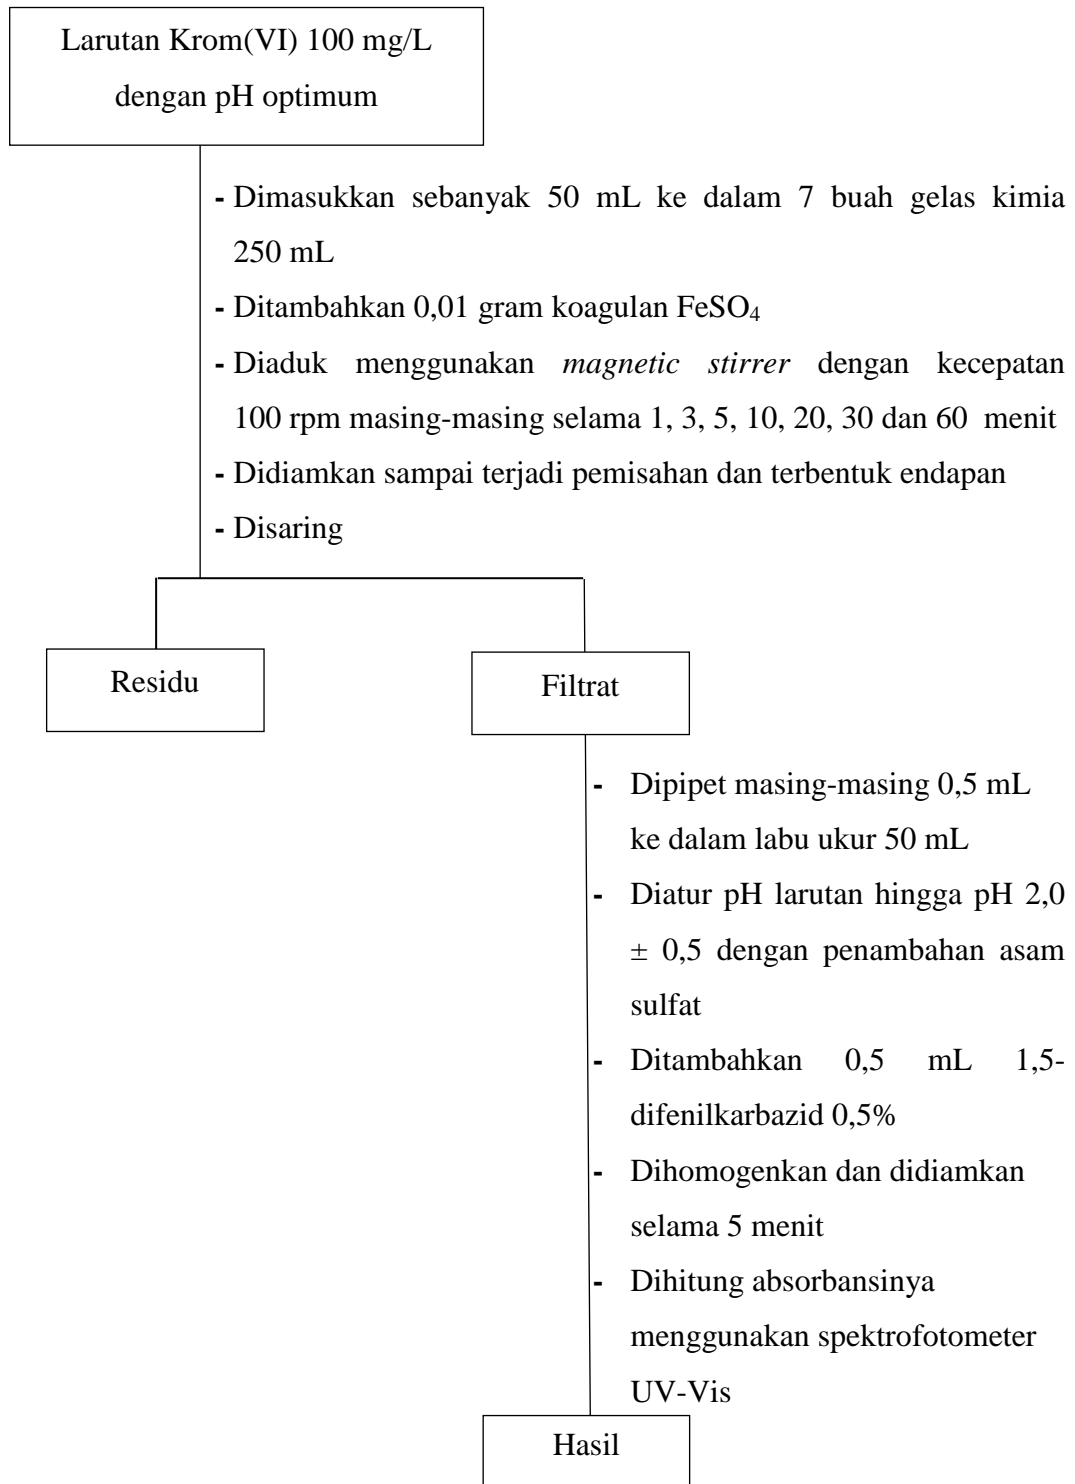 Larutan Krom(VI) 100 mg/L
dengan pH optimum
- Dimasukkan sebanyak 50 mL ke dalam 7 buah gelas kimia
250 mL
- Ditambahkan 0,01 gram koagulan FeSO₄
- Diaduk menggunakan magnetic stirrer dengan kecepatan
100 rpm masing-masing selama 1, 3, 5, 10, 20, 30 dan 60 menit
- Didiamkan sampai terjadi pemisahan dan terbentuk endapan
- Disaring
Residu
Filtrat
- Dipipet masing-masing 0,5 mL
ke dalam labu ukur 50 mL
- Diatur pH larutan hingga pH 2,0
± 0,5 dengan penambahan asam
sulfat
- Ditambahkan 0,5 mL 1,5-
difenilkarbazid 0,5%
- Dihomogenkan dan didiamkan
selama 5 menit
- Dihitung absorbansinya
menggunakan spektrofotometer
UV-Vis
Hasil